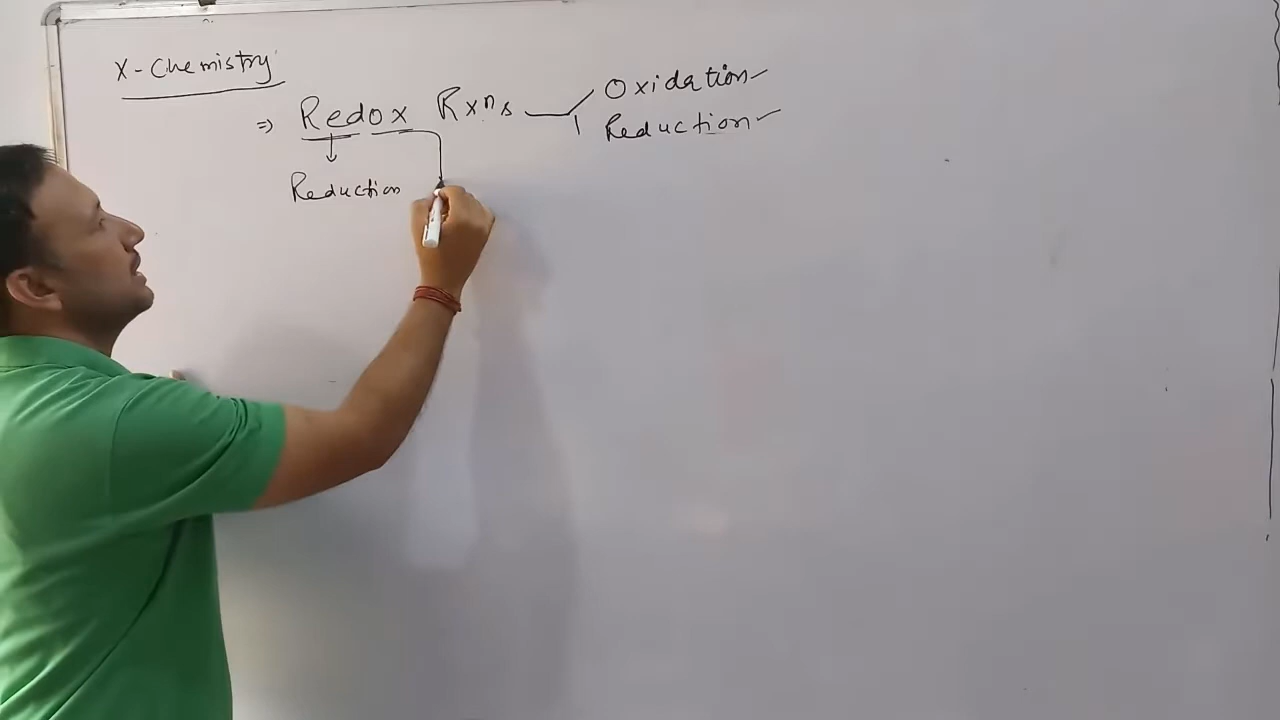 X - Chemistry
⇒ Redox Rxⁿs Oxidation
Reduction
Reduction